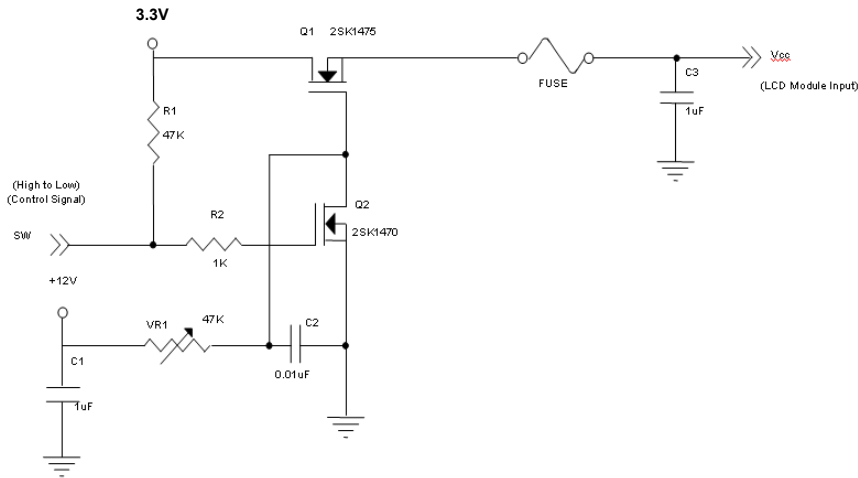 3.3V
Q1 2SK1475
FUSE
C3
1uF
Vcc
(LCD Module Input)
R1
47K
(High to Low)
(Control Signal)
SW
R2
1K
Q2
2SK1470
+12V
VR1
47K
C2
0.01uF
C1
1uF